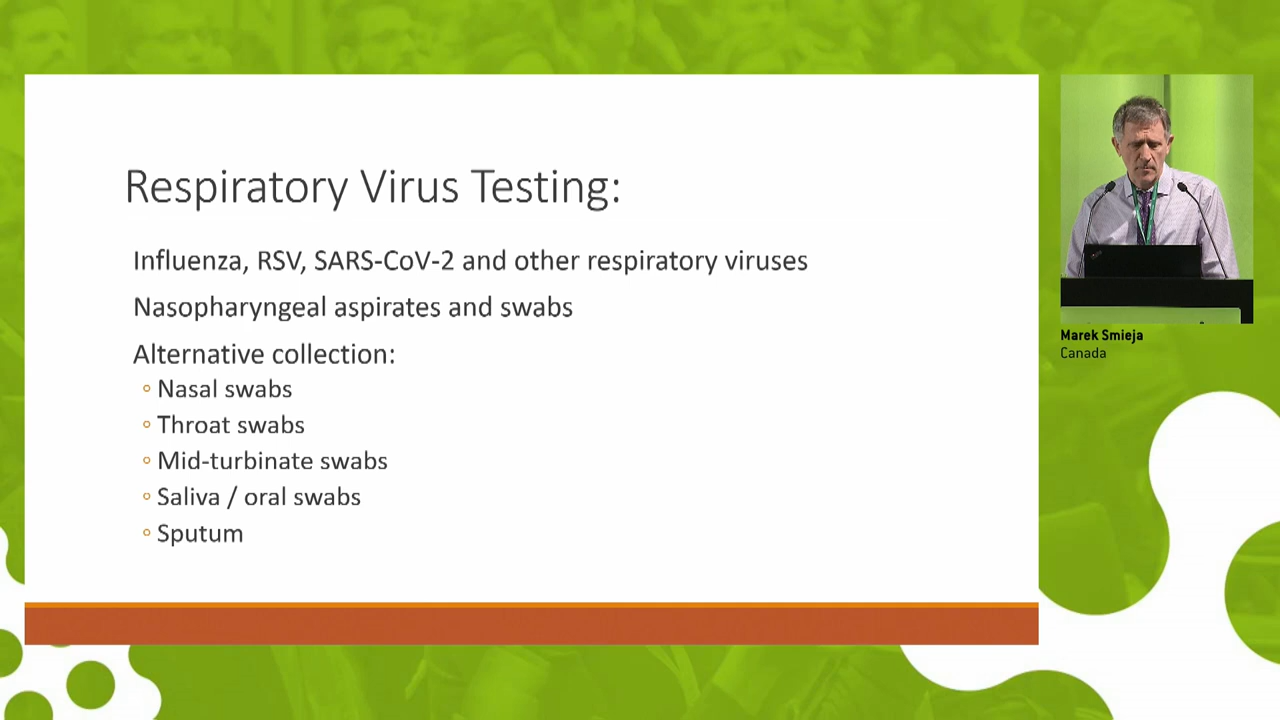 Respiratory Virus Testing:
Influenza, RSV, SARS-CoV-2 and other respiratory viruses
Nasopharyngeal aspirates and swabs
Alternative collection:
Nasal swabs
Throat swabs
Mid-turbinate swabs
Saliva / oral swabs
Sputum
Marek Smieja
Canada